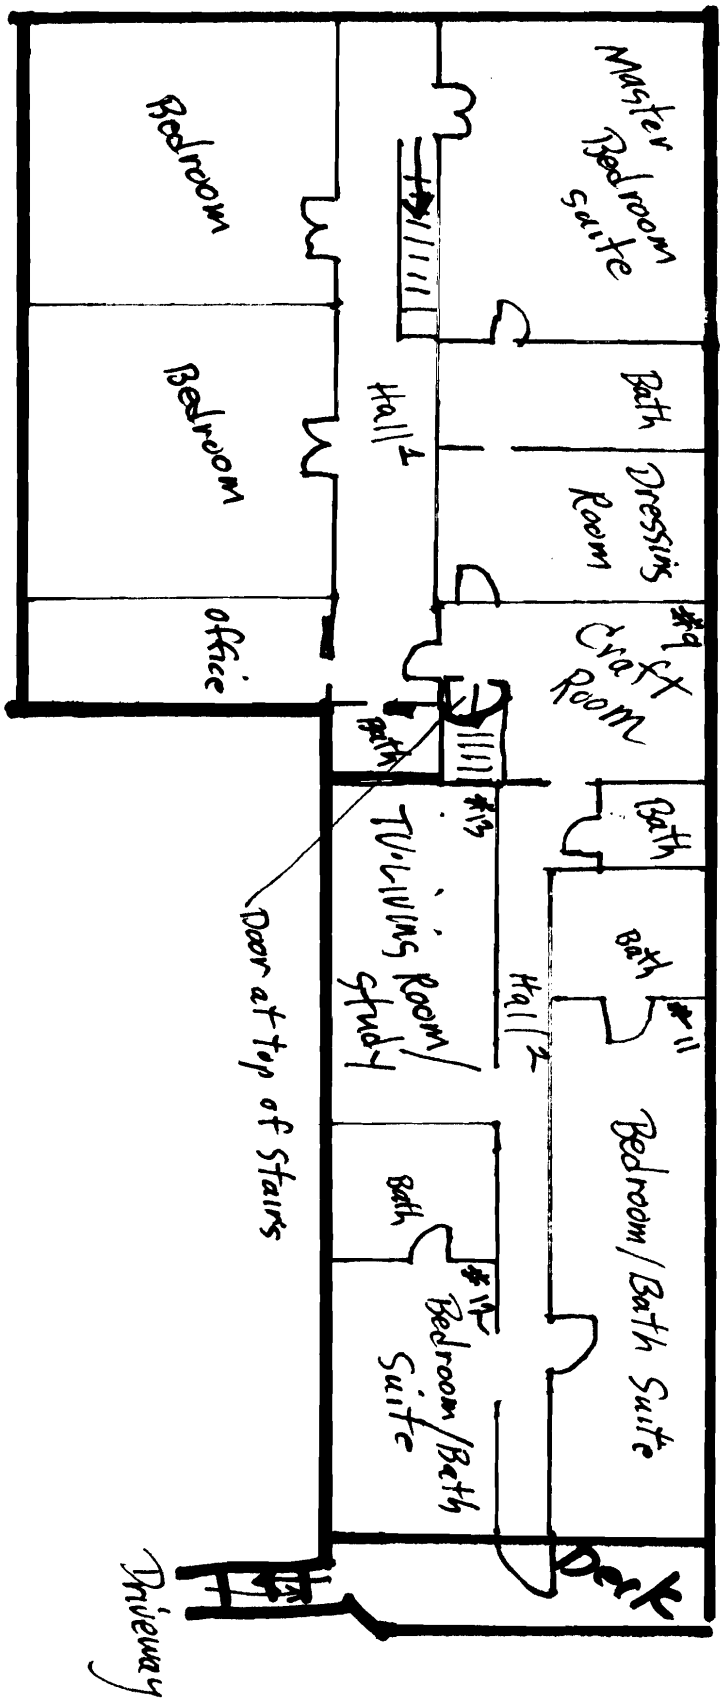 Master
Bedroom
Suite
Bedroom
Bath
Hall 1
Bedroom
Dressing
Room
#9
Craft
Room
office
Bath
Bath
#13
TV-Living Room/
Study
Bath
Hall 2
#11
Door at top of Stairs
Bath
Bedroom/Bath Suite
#12
Bedroom/Bath
Suite
Deck
Driveway